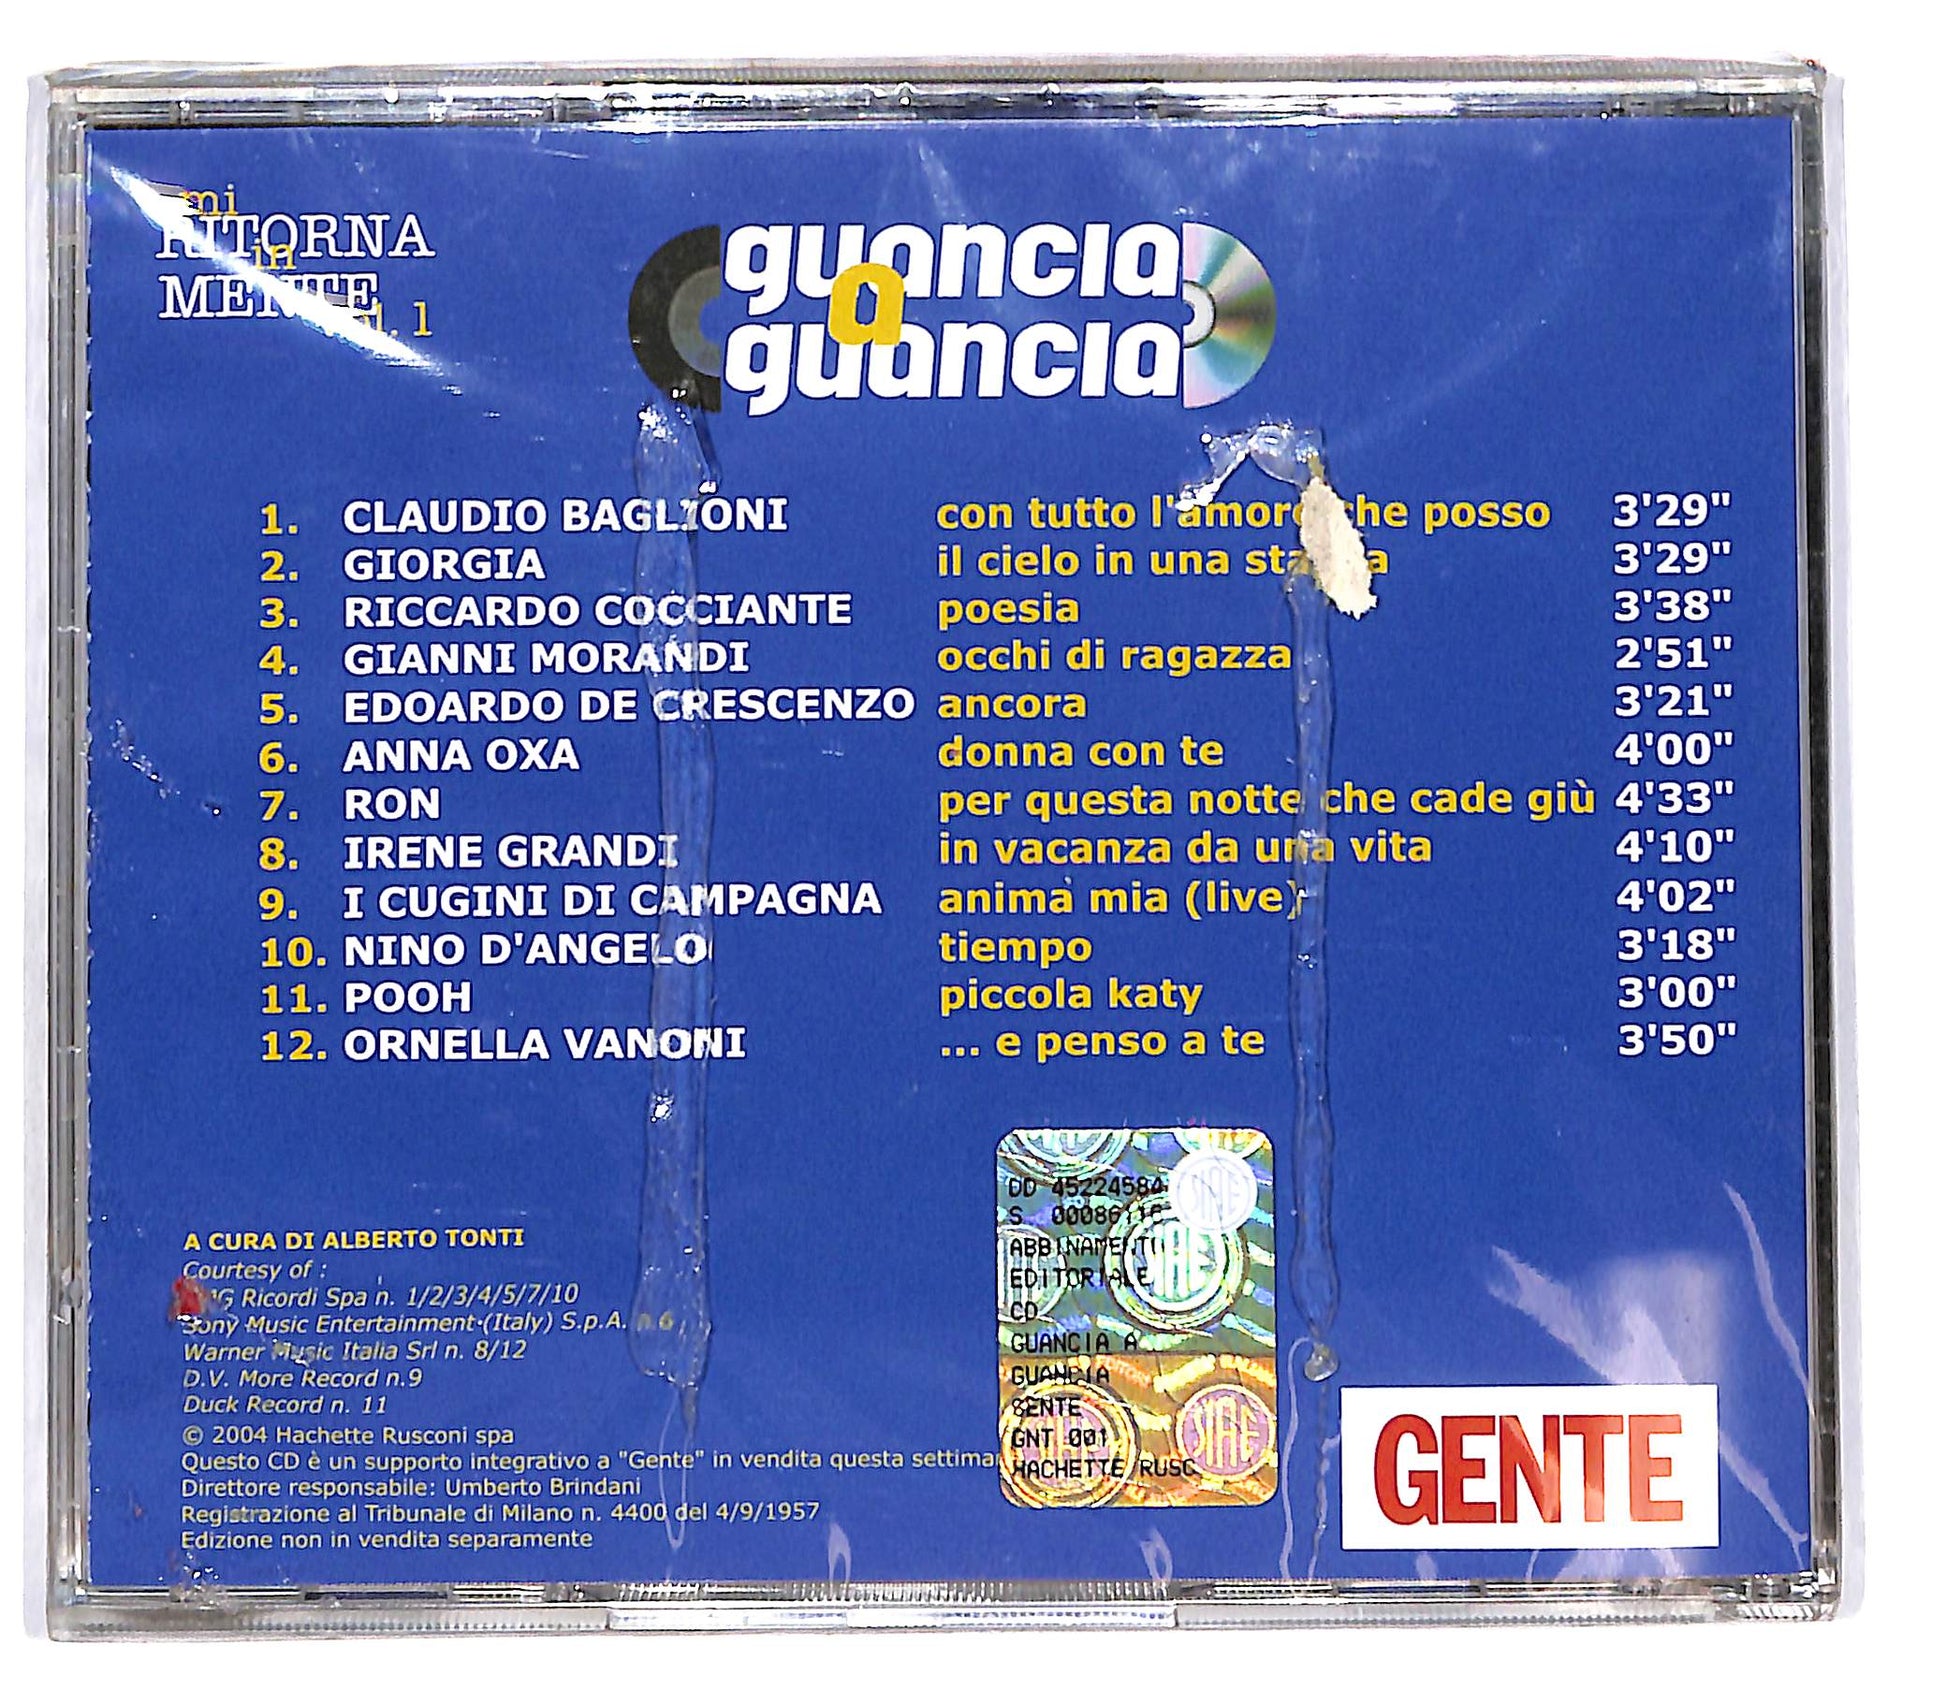 mi
RITORNA
in
MENTE
vol. 1
guancia
a
guancia
1. CLAUDIO BAGLIONI con tutto l'amore che posso 3'29"
2. GIORGIA il cielo in una stanza 3'29"
3. RICCARDO COCCIANTE poesia 3'38"
4. GIANNI MORANDI occhi di ragazza 2'51"
5. EDOARDO DE CRESCENZO ancora 3'21"
6. ANNA OXA donna con te 4'00"
7. RON per questa notte che cade giù 4'33"
8. IRENE GRANDI in vacanza da una vita 4'10"
9. I CUGINI DI CAMPAGNA anima mia (live) 4'02"
10. NINO D'ANGELO tiempo 3'18"
11. POOH piccola katy 3'00"
12. ORNELLA VANONI ... e penso a te 3'50"
A CURA DI ALBERTO TONTI
Courtesy of :
Ricordi Spa n. 1/2/3/4/5/7/10
Sony Music Entertainment (Italy) S.p.A. n.6
Warner Music Italia Srl n. 8/12
D.V. More Record n.9
Duck Record n. 11
© 2004 Hachette Rusconi spa
Questo CD è un supporto integrativo a "Gente" in vendita questa settima
Direttore responsabile: Umberto Brindani
Registrazione al Tribunale di Milano n. 4400 del 4/9/1957
Edizione non in vendita separamente
DD 45224584
S 00086116
ABBINAMENTO
EDITORIALE
CD
GUANCIA A
GUANCIA
GENTE
GNT 001
HACHETTE RUSC
SIAE
GENTE